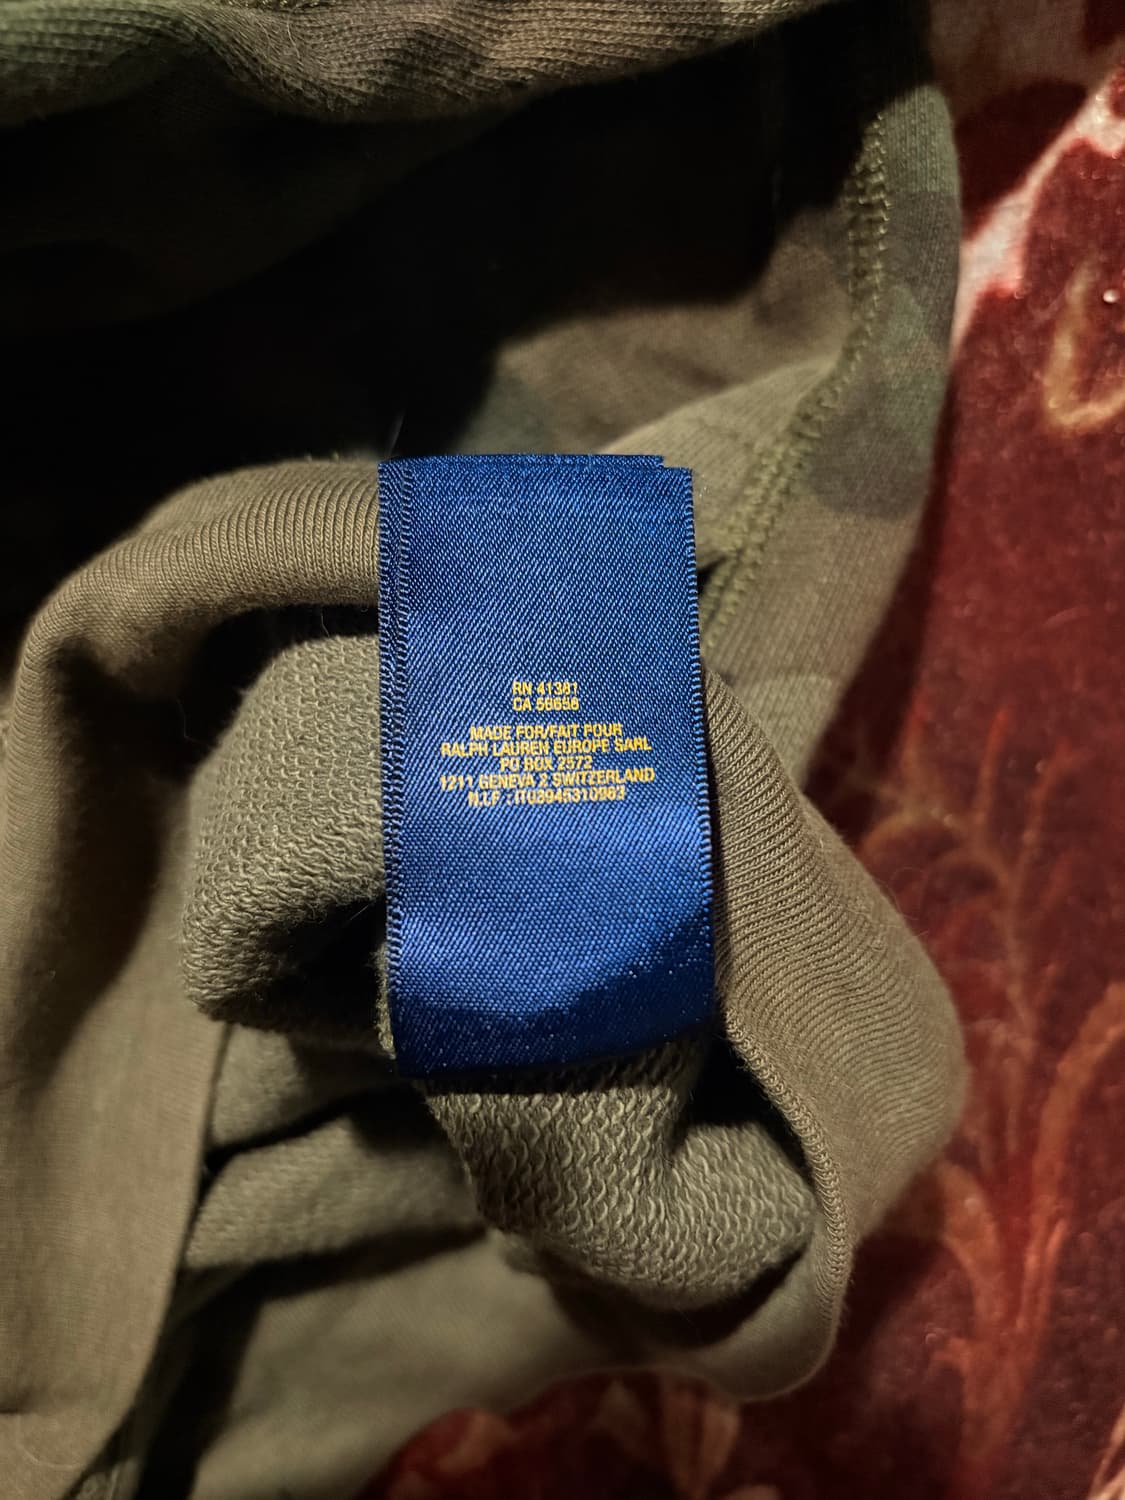 RN 41381
CA 56656
MADE FOR/FAIT POUR
RALPH LAUREN EUROPE SARL
PO BOX 2572
1211 GENEVA 2 SWITZERLAND
N.I.F : IT03945310963